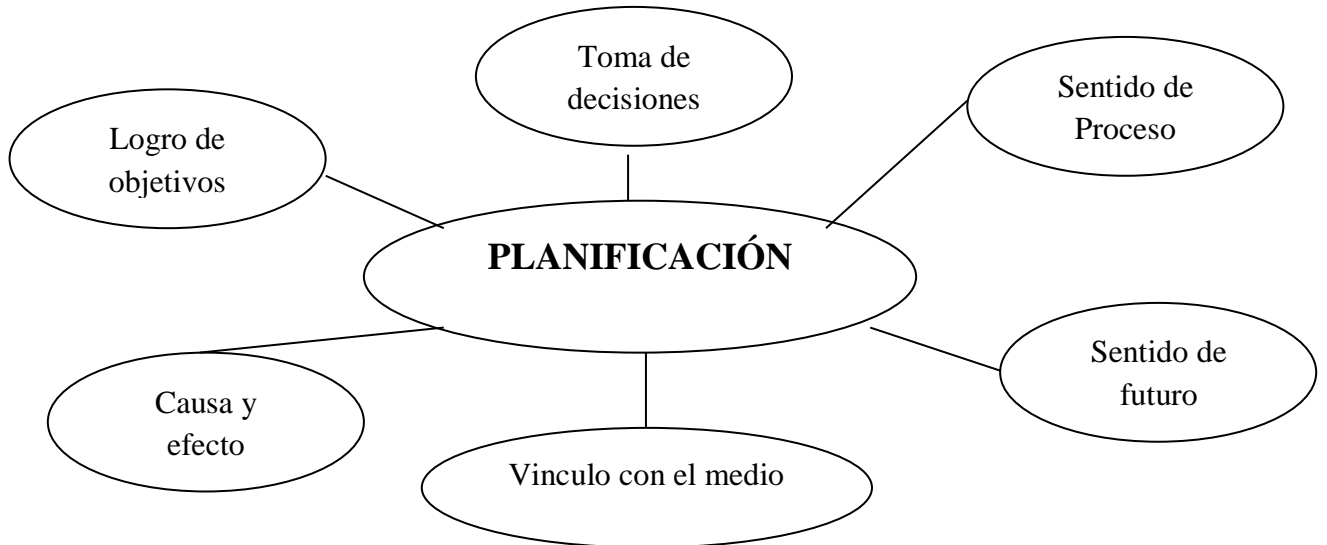 Toma de
decisiones
Sentido de
Proceso
Logro de
objetivos
PLANIFICACIÓN
Sentido de
futuro
Causa y
efecto
Vinculo con el medio